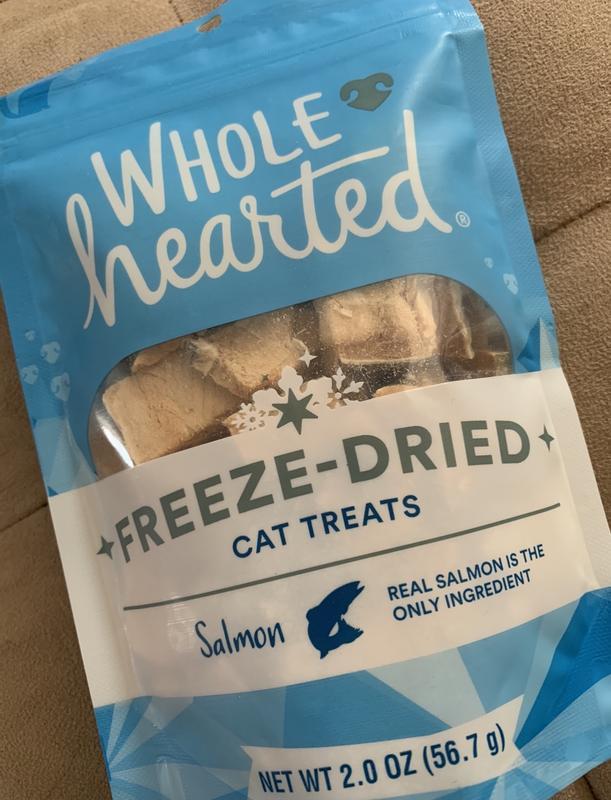 WHOLE
hearted®
FREEZE-DRIED
CAT TREATS
Salmon
REAL SALMON IS THE
ONLY INGREDIENT
NET WT 2.0 OZ (56.7 g)